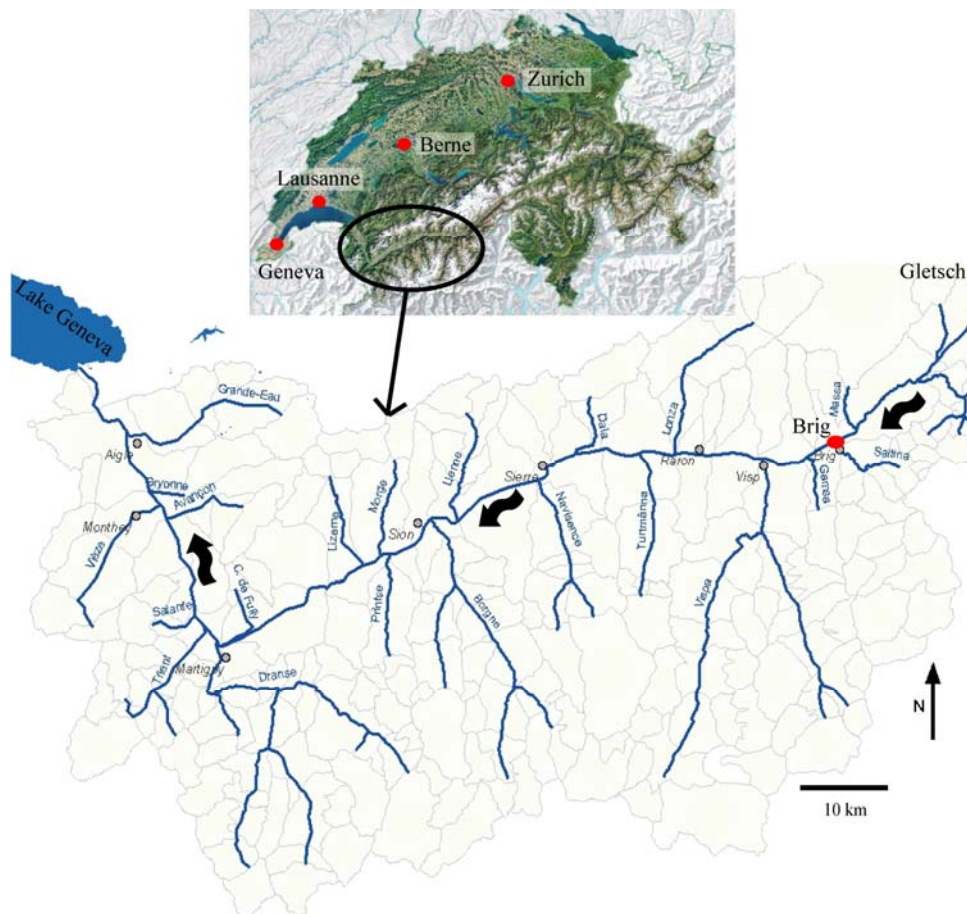 Zurich
Berne
Lausanne
Geneva
Gletsch
Lake Geneva
Grande-Eau
Aigle
Gryonne
Avançon
Monthey
Vièze
Salanfe
C. de Fully
Trient
Martigny
Dranse
Lizerne
Morge
Printse
Sion
Lienne
Borgne
Sierre
Navisence
Dala
Turtmänna
Lonza
Raron
Visp
Vispa
Massa
Brig
Brig
Gamsa
Saltina
N
10 km